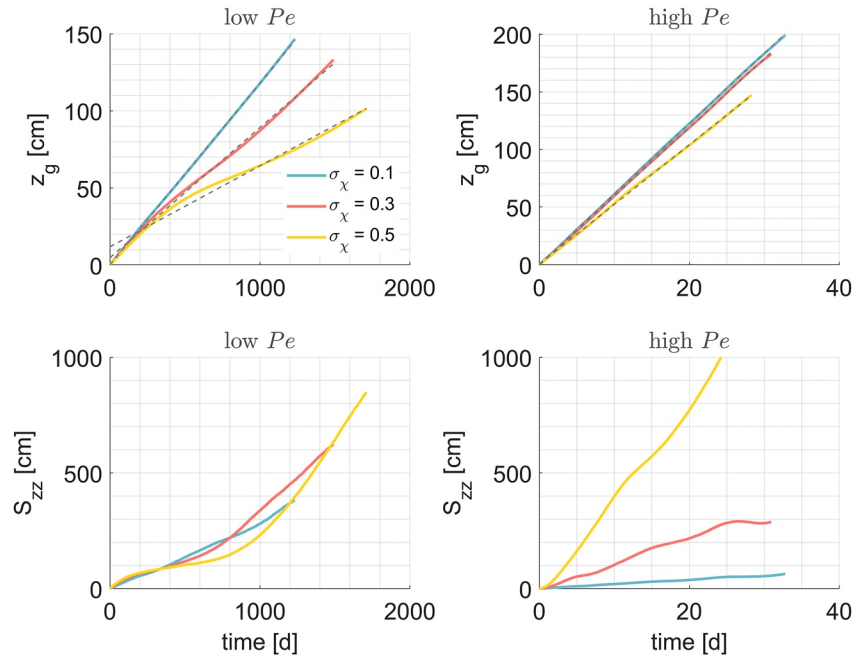 low Pe
high Pe
z_g [cm]
150
100
50
0
0
1000
2000
σ_χ = 0.1
σ_χ = 0.3
σ_χ = 0.5
z_g [cm]
200
150
100
50
0
0
20
40
low Pe
high Pe
S_zz [cm]
1000
500
0
0
1000
2000
time [d]
S_zz [cm]
1000
500
0
0
20
40
time [d]